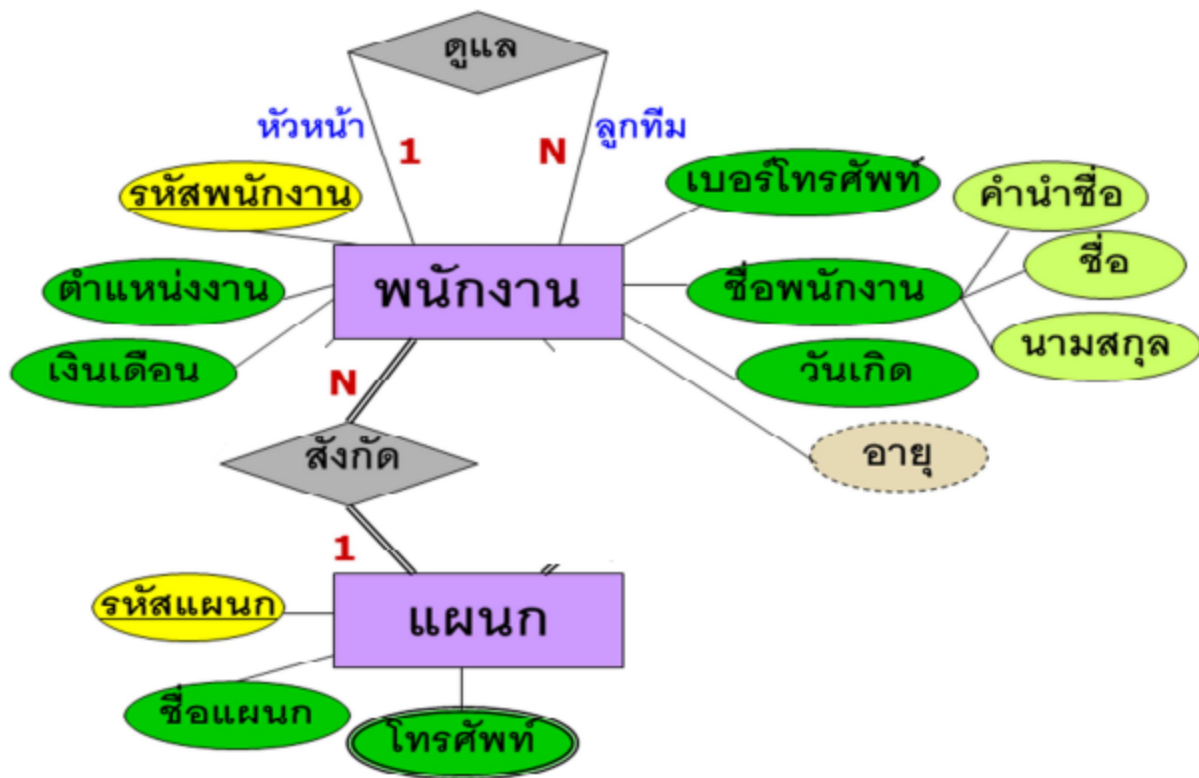 ดูแล
หัวหน้า
1
N
ลูกทีม
รหัสพนักงาน
เบอร์โทรศัพท์
คำนำชื่อ
ตำแหน่งงาน
พนักงาน
ชื่อพนักงาน
ชื่อ
เงินเดือน
วันเกิด
นามสกุล
N
สังกัด
อายุ
1
รหัสแผนก
แผนก
ชื่อแผนก
โทรศัพท์